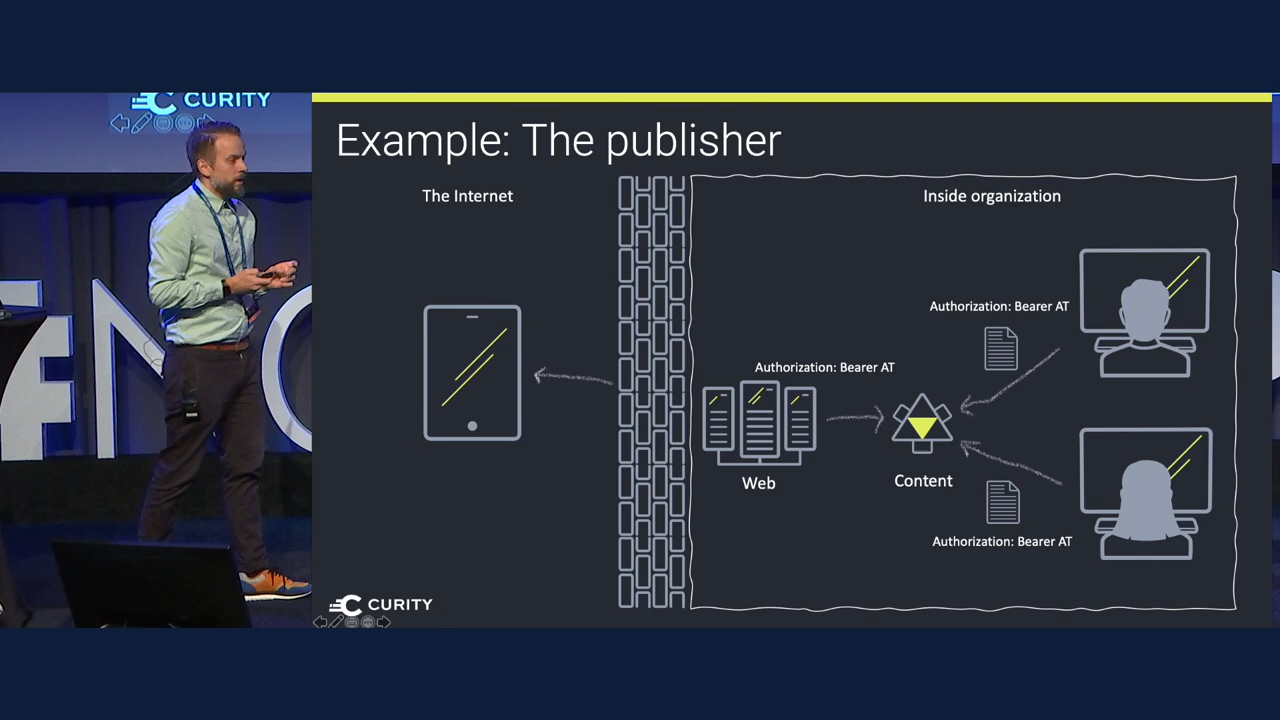 CURITY
Example: The publisher
The Internet
Inside organization
Authorization: Bearer AT
Authorization: Bearer AT
Web
Content
Authorization: Bearer AT
CURITY